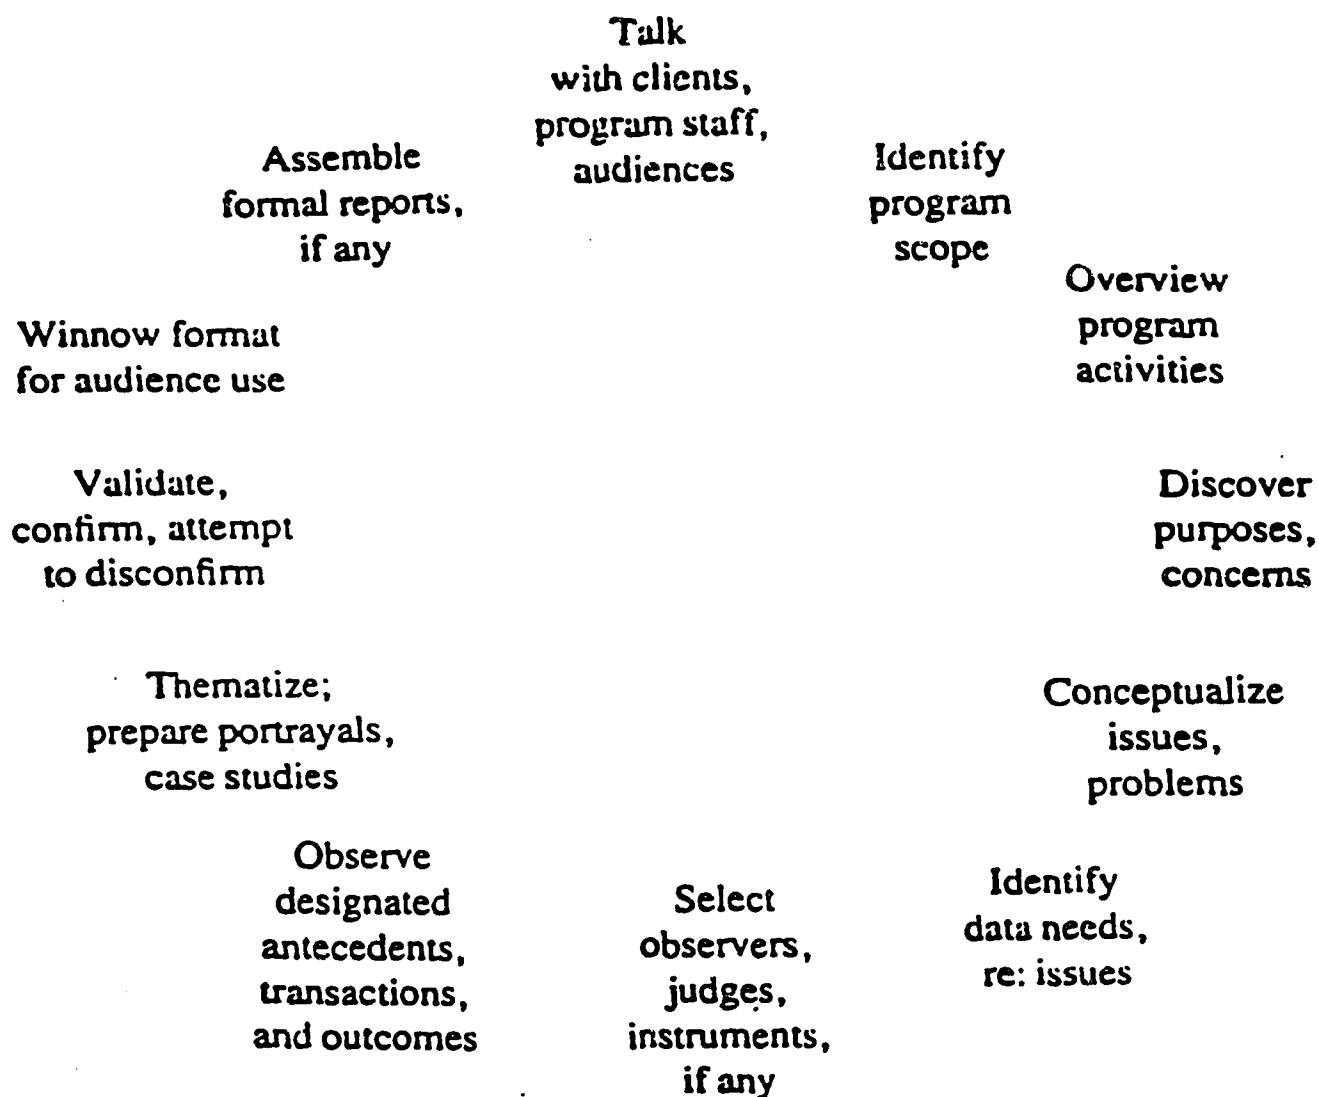 Talk
with clients,
program staff,
audiences
Identify
program
scope
Overview
program
activities
Discover
purposes,
concerns
Conceptualize
issues,
problems
Identify
data needs,
re: issues
Select
observers,
judges,
instruments,
if any
Observe
designated
antecedents,
transactions,
and outcomes
Thematize;
prepare portrayals,
case studies
Validate,
confirm, attempt
to disconfirm
Winnow format
for audience use
Assemble
formal reports,
if any